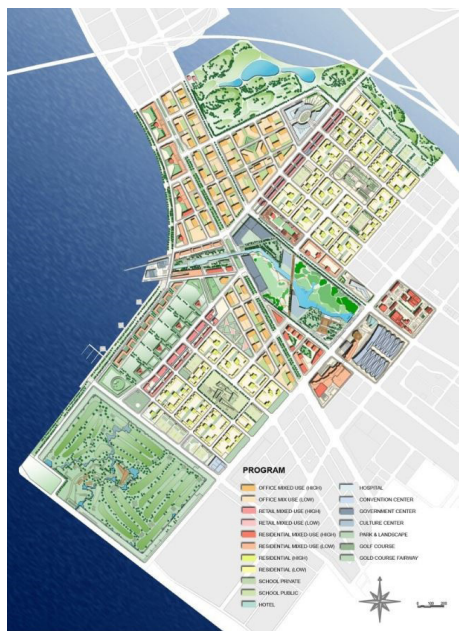 PROGRAM
OFFICE MIXED USE (HIGH)
OFFICE MIX USE (LOW)
RETAIL MIXED-USE (HIGH)
RETAIL MIXED-USE (LOW)
RESIDENTIAL MIXED-USE (HIGH)
RESIDENTIAL MIXED-USE (LOW)
RESIDENTIAL (HIGH)
RESIDENTIAL (LOW)
SCHOOL PRIVATE
SCHOOL PUBLIC
HOTEL
HOSPITAL
CONVENTION CENTER
GOVERNMENT CENTER
CULTURE CENTER
PARK & LANDSCAPE
GOLF COURSE
GOLD COURSE FAIRWAY